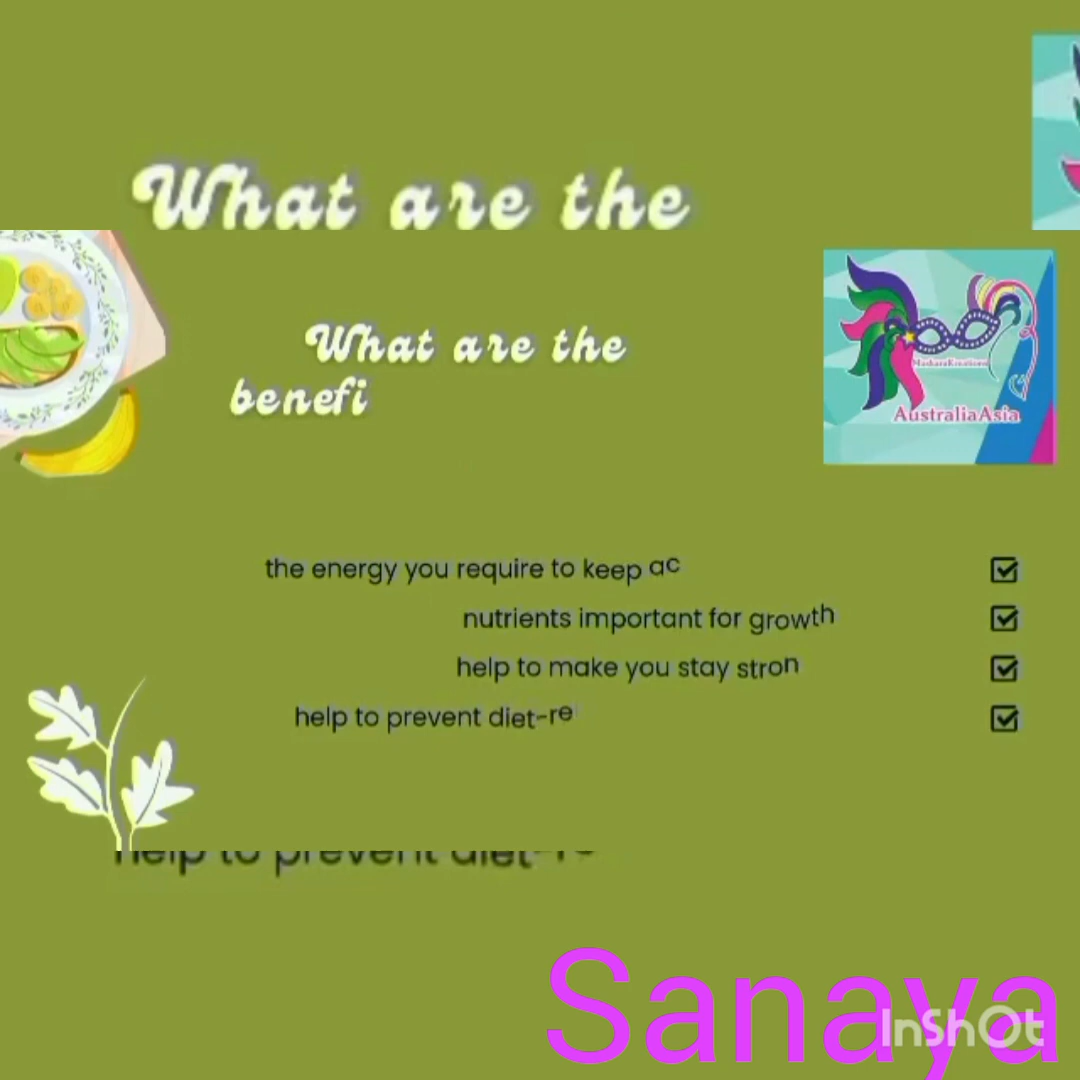 What are the
What are the
benefi
MasharaKreations
AustraliaAsia
the energy you require to keep ac
nutrients important for growth
help to make you stay stron
help to prevent diet-re
help to prevent diet-re
Sanaya
InShOt